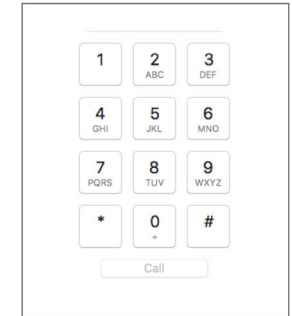 1 2 3
ABC DEF
4 5 6
GHI JKL MNO
7 8 9
PQRS TUV WXYZ
* 0 #
+
Call